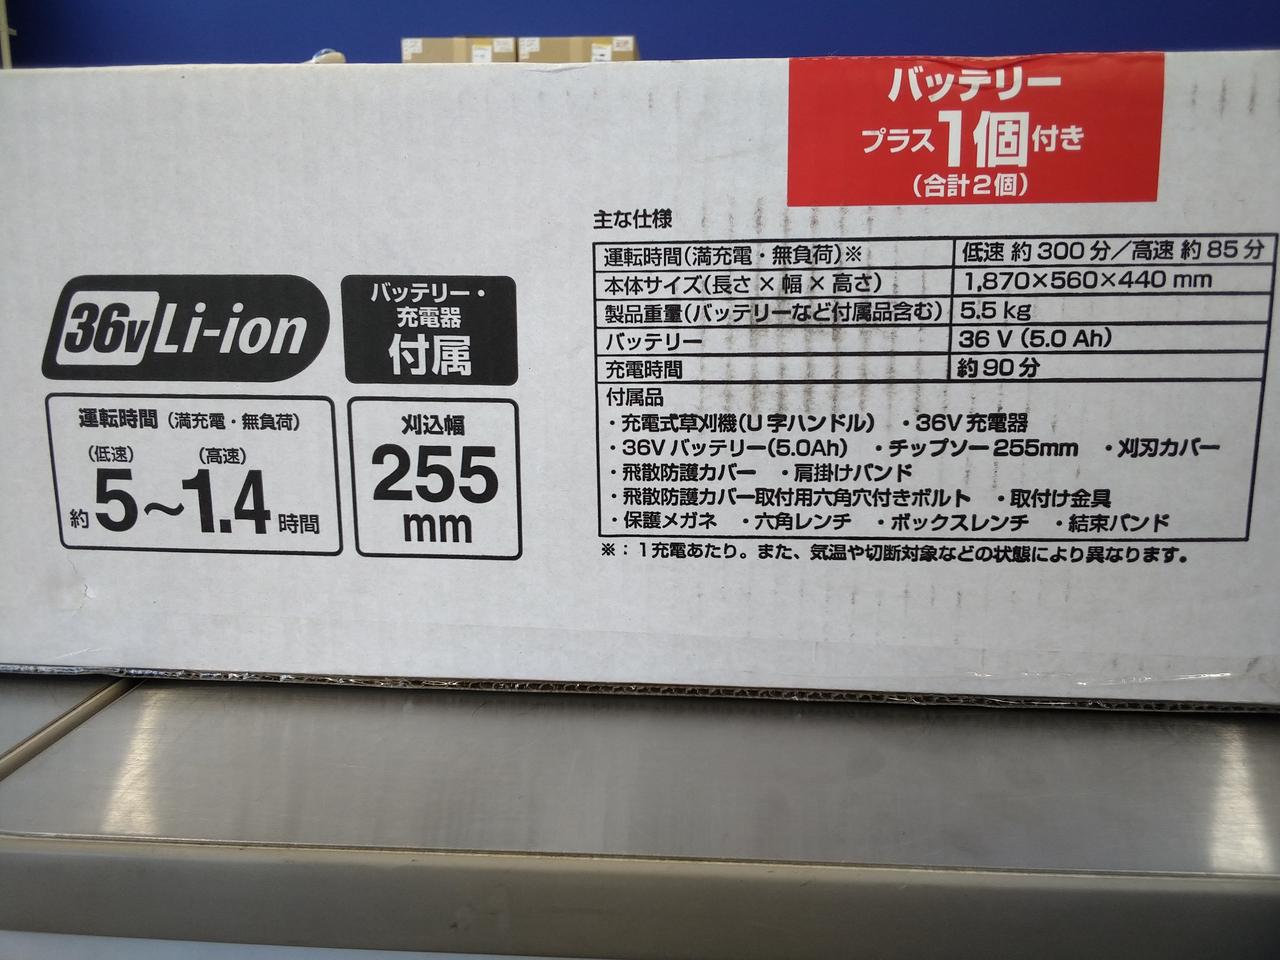 バッテリー
プラス1個付き
(合計2個)
主な仕様
運転時間(満充電・無負荷)※ 低速 約300分/高速 約85分
本体サイズ(長さ×幅×高さ) 1,870×560×440 mm
製品重量(バッテリーなど付属品含む) 5.5 kg
バッテリー 36 V (5.0 Ah)
充電時間 約90分
付属品
・充電式草刈機(U字ハンドル) ・36V充電器
・36Vバッテリー(5.0Ah) ・チップソー255mm ・刈刃カバー
・飛散防護カバー ・肩掛けバンド
・飛散防護カバー取付用六角穴付きボルト ・取付け金具
・保護メガネ ・六角レンチ ・ボックスレンチ ・結束バンド
※:1充電あたり。また、気温や切断対象などの状態により異なります。
36V Li-ion
バッテリー・
充電器
付属
運転時間(満充電・無負荷)
(低速) (高速)
約5~1.4時間
刈込幅
255
mm